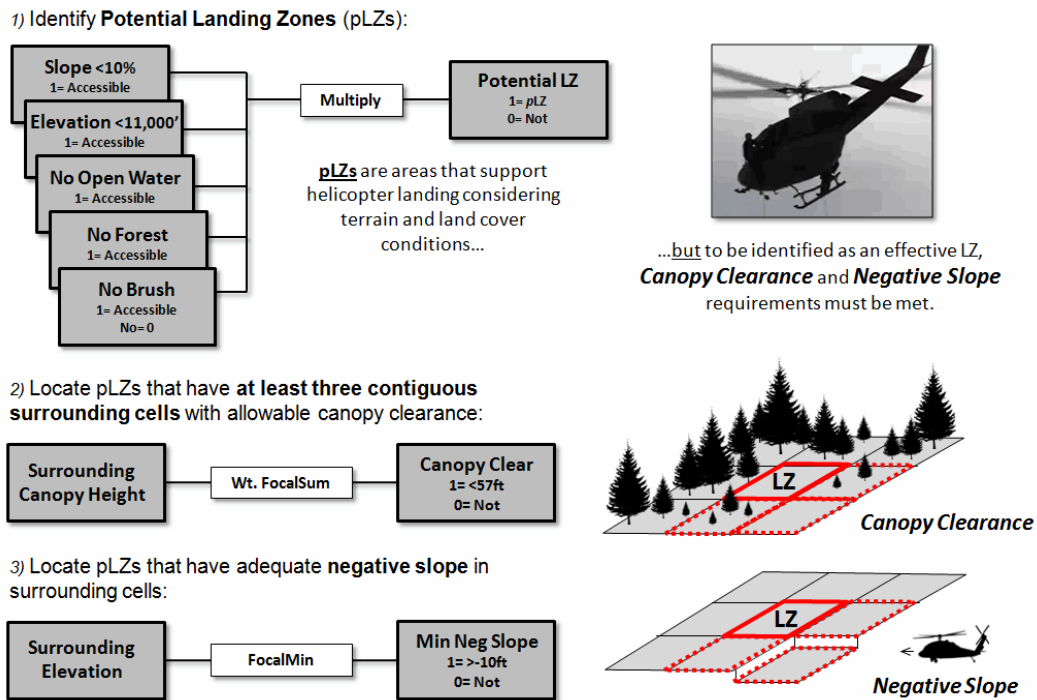 1) Identify Potential Landing Zones (pLZs):
Slope <10%
1= Accessible
Elevation <11,000’
1= Accessible
No Open Water
1= Accessible
No Forest
1= Accessible
No Brush
1= Accessible
No= 0
Multiply
Potential LZ
1= pLZ
0= Not
pLZs are areas that support
helicopter landing considering
terrain and land cover
conditions...
...but to be identified as an effective LZ,
Canopy Clearance and Negative Slope
requirements must be met.
2) Locate pLZs that have at least three contiguous
surrounding cells with allowable canopy clearance:
Surrounding
Canopy Height
Wt. FocalSum
Canopy Clear
1= <57ft
0= Not
LZ
Canopy Clearance
3) Locate pLZs that have adequate negative slope in
surrounding cells:
Surrounding
Elevation
FocalMin
Min Neg Slope
1= >-10ft
0= Not
LZ
Negative Slope